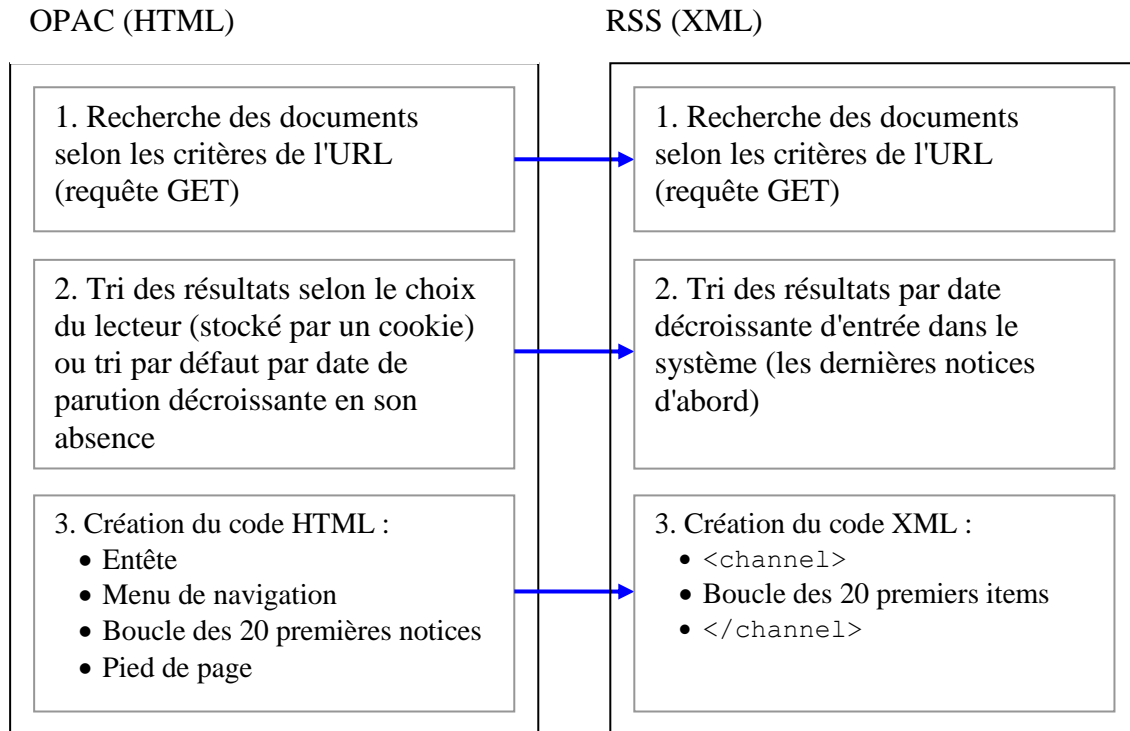 OPAC (HTML)
1. Recherche des documents
selon les critères de l'URL
(requête GET)
2. Tri des résultats selon le choix
du lecteur (stocké par un cookie)
ou tri par défaut par date de
parution décroissante en son
absence
3. Création du code HTML :
• Entête
• Menu de navigation
• Boucle des 20 premières notices
• Pied de page
RSS (XML)
1. Recherche des documents
selon les critères de l'URL
(requête GET)
2. Tri des résultats par date
décroissante d'entrée dans le
système (les dernières notices
d'abord)
3. Création du code XML :
• <channel>
• Boucle des 20 premiers items
• </channel>